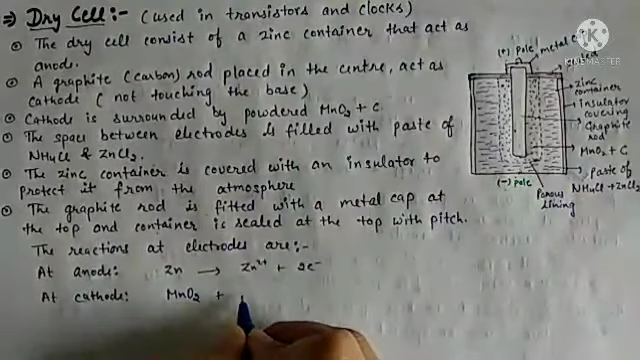 ⇒ Dry Cell:- (used in transistors and clocks)
The dry cell consist of a zinc container that act as
anode.
A graphite (carbon) rod placed in the centre, act as
cathode (not touching the base)
Cathode is surrounded by powdered MnO2 + C
The space between electrodes is filled with paste of
NH4Cl & ZnCl2.
The zinc container is covered with an insulator to
protect it from the atmosphere
The graphite rod is fitted with a metal cap at
the top and container is sealed at the top with pitch.
The reactions at electrodes are:-
At anode: Zn → Zn2+ + 2e-
At cathode: MnO2 +
(+) pole
metal
zinc
container
insulator
covering
Graphite
rod
MnO2 + C
Paste of
NH4Cl + ZnCl2
(-) pole
Porous
lining
KINEMASTER